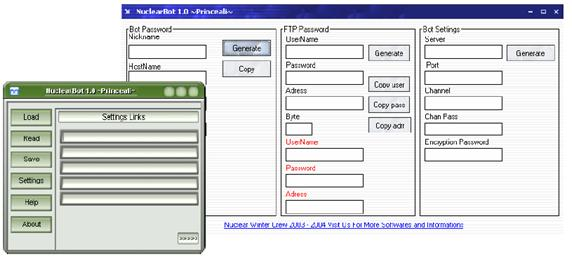 NuclearBot 1.0 ~Princeali~
Bot Password
Nickname
Generate
HostName
Copy
FTP Password
UserName
Generate
Password
Copy user
Adress
Copy pass
Byte
Copy adrr
UserName
Password
Adress
Bot Settings
Server
Generate
Port
Channel
Chan Pass
Encryption Password
Nuclear Winter Crew 2003 - 2004 Visit Us For More Softwares and Informations
NuclearBot 1.0 ~Princeali~
Load
Settings Links
Read
Save
Settings
Help
About
>>>>>